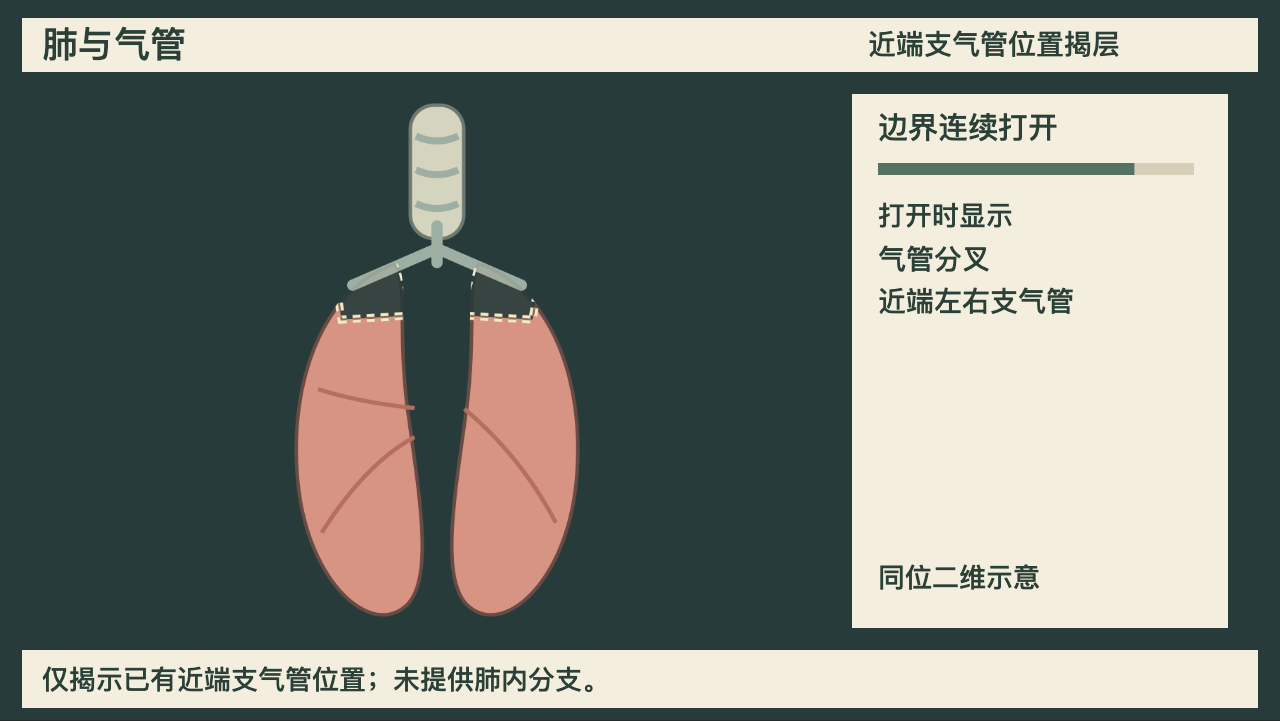 肺与气管
近端支气管位置揭层
边界连续打开
打开时显示
气管分叉
近端左右支气管
同位二维示意
仅揭示已有近端支气管位置；未提供肺内分支。